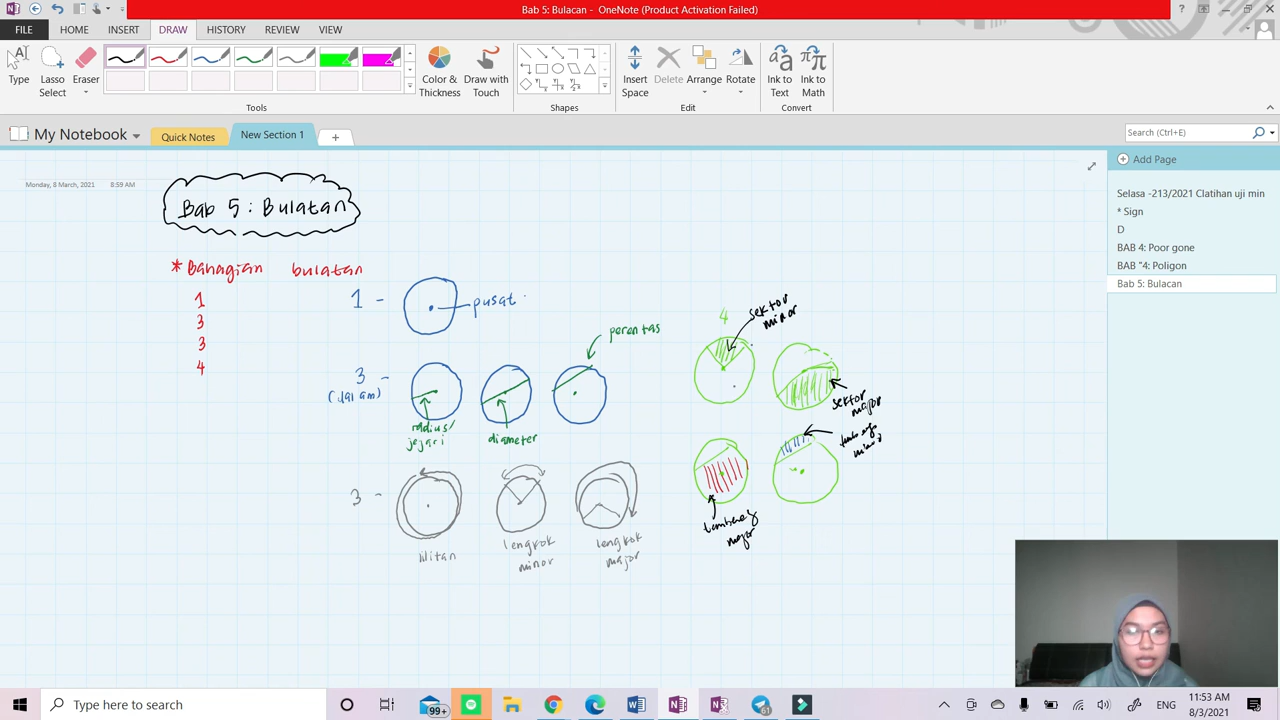 Bab 5: Bulacan - OneNote (Product Activation Failed)
FILE HOME INSERT DRAW HISTORY REVIEW VIEW
Type
Lasso Select
Eraser
Color & Thickness
Draw with Touch
Insert Space
Delete
Arrange
Rotate
Ink to Text
Ink to Math
Tools
Shapes
Edit
Convert
My Notebook
Quick Notes
New Section 1
Search (Ctrl+E)
Add Page
Selasa -213/2021 Clatihan uji min
* Sign
D
BAB 4: Poor gone
BAB "4: Poligon
Bab 5: Bulacan
Monday, 8 March, 2021 8:59 AM
Bab 5 : Bulatan
* Bahagian bulatan
1
3
3
4
1 -
pusat
3 -
(dalam)
radius/
jejari
diameter
perentas
3 -
lilitan
lengkok
minor
lengkok
major
4
sektor
minor
sektor
major
tembereng
major
minor
Type here to search
99+
61
ENG
11:53 AM
8/3/2021